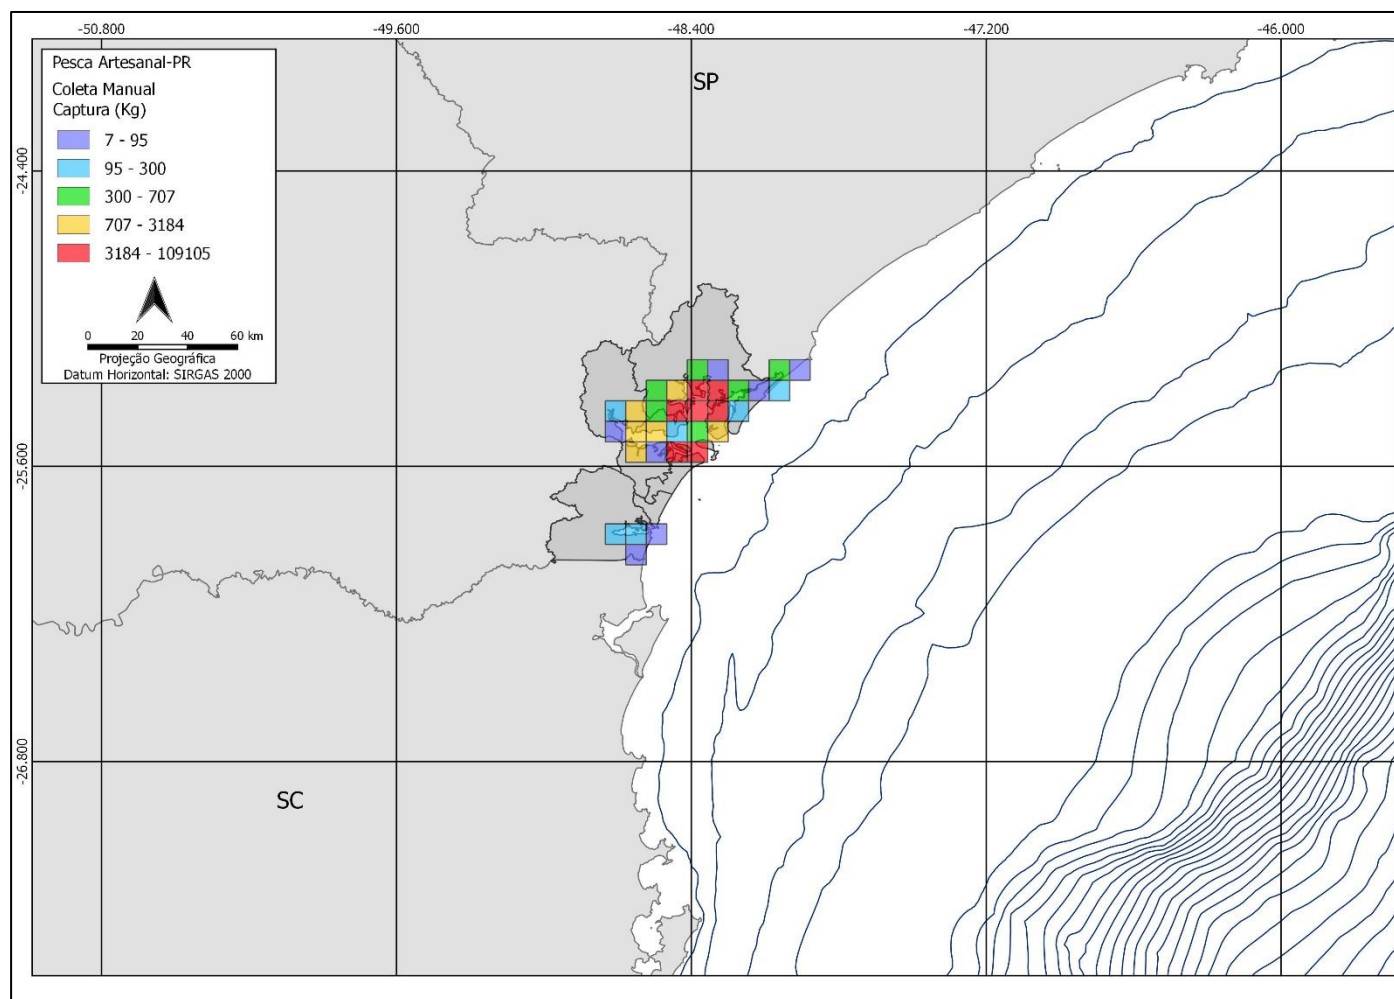 -50.800 -49.600 -48.400 -47.200 -46.000
Pesca Artesanal-PR
Coleta Manual
Captura (Kg)
7 - 95
95 - 300
300 - 707
707 - 3184
3184 - 109105
0 20 40 60 km
Projeção Geográfica
Datum Horizontal: SIRGAS 2000
SP
-24.400
-25.600
-26.800
SC